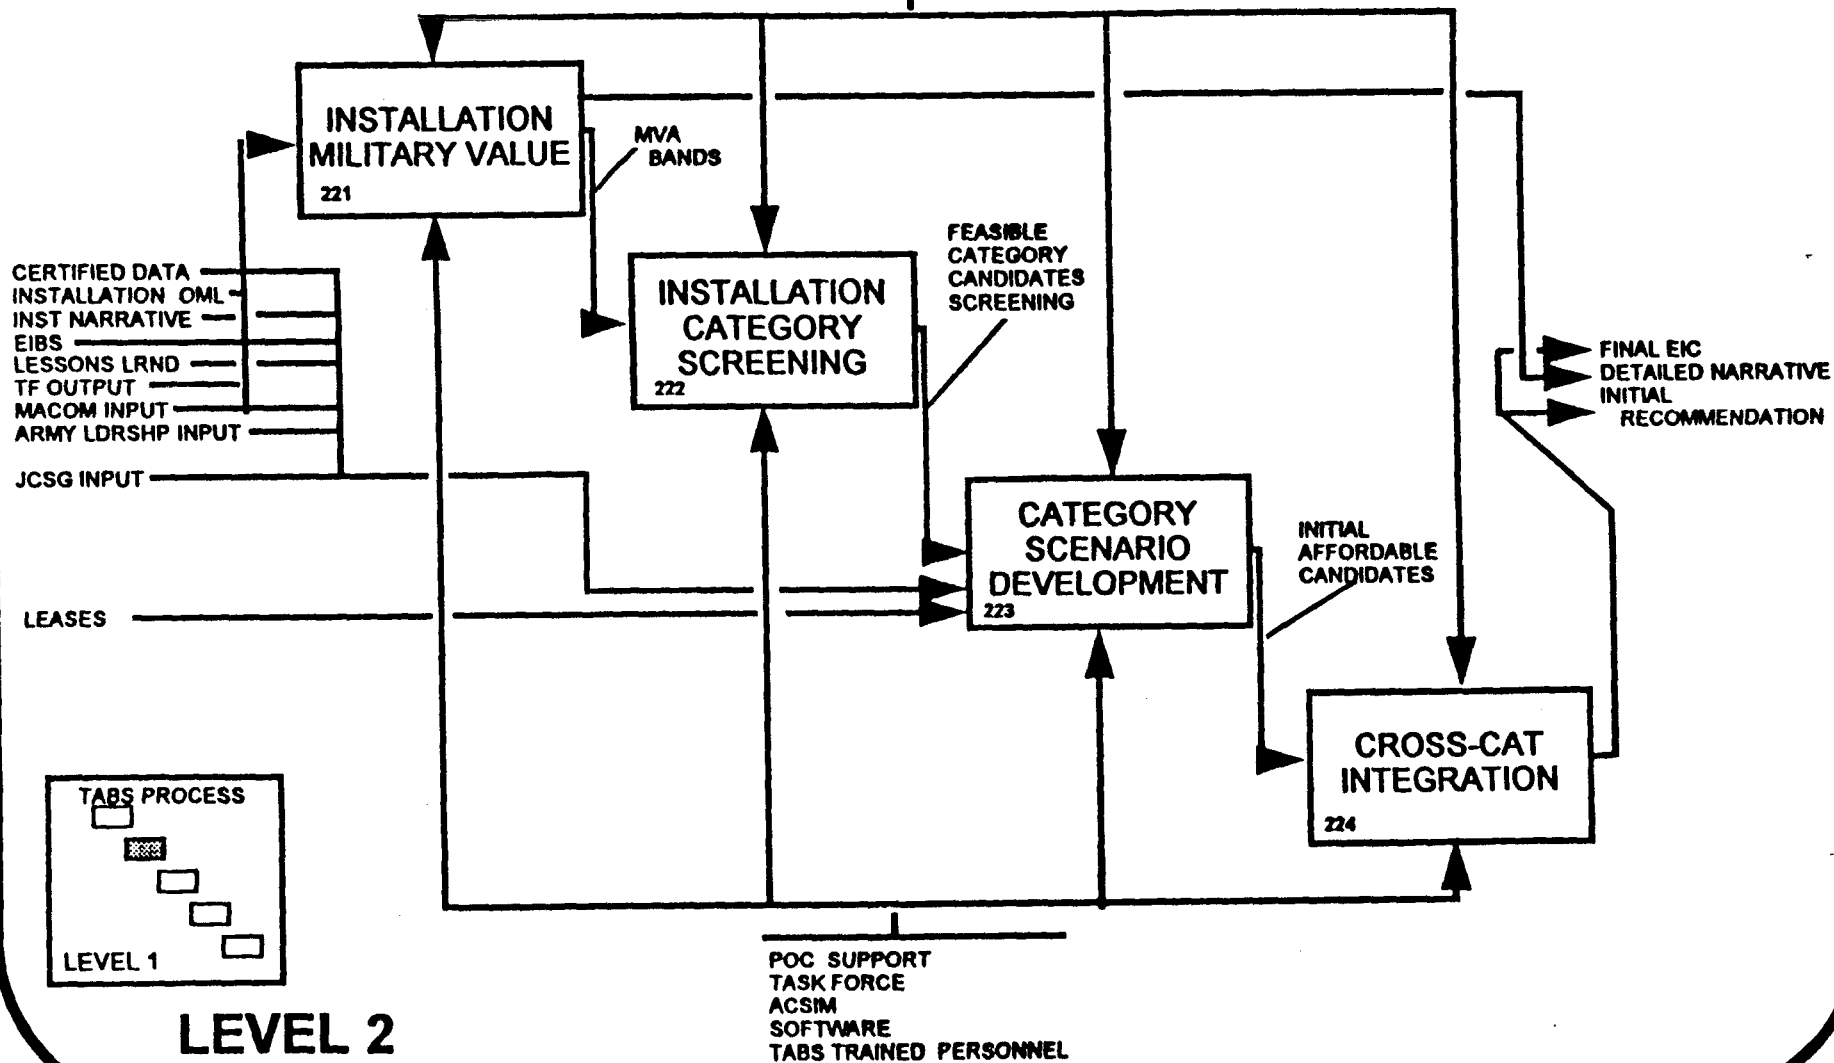 INSTALLATION
MILITARY VALUE
221
MVA
BANDS
CERTIFIED DATA
INSTALLATION OML
INST NARRATIVE
EIBS
LESSONS LRND
TF OUTPUT
MACOM INPUT
ARMY LDRSHP INPUT
JCSG INPUT
LEASES
INSTALLATION
CATEGORY
SCREENING
222
FEASIBLE
CATEGORY
CANDIDATES
SCREENING
FINAL EIC
DETAILED NARRATIVE
INITIAL
RECOMMENDATION
CATEGORY
SCENARIO
DEVELOPMENT
223
INITIAL
AFFORDABLE
CANDIDATES
CROSS-CAT
INTEGRATION
224
TABS PROCESS
LEVEL 1
LEVEL 2
POC SUPPORT
TASK FORCE
ACSIM
SOFTWARE
TABS TRAINED PERSONNEL